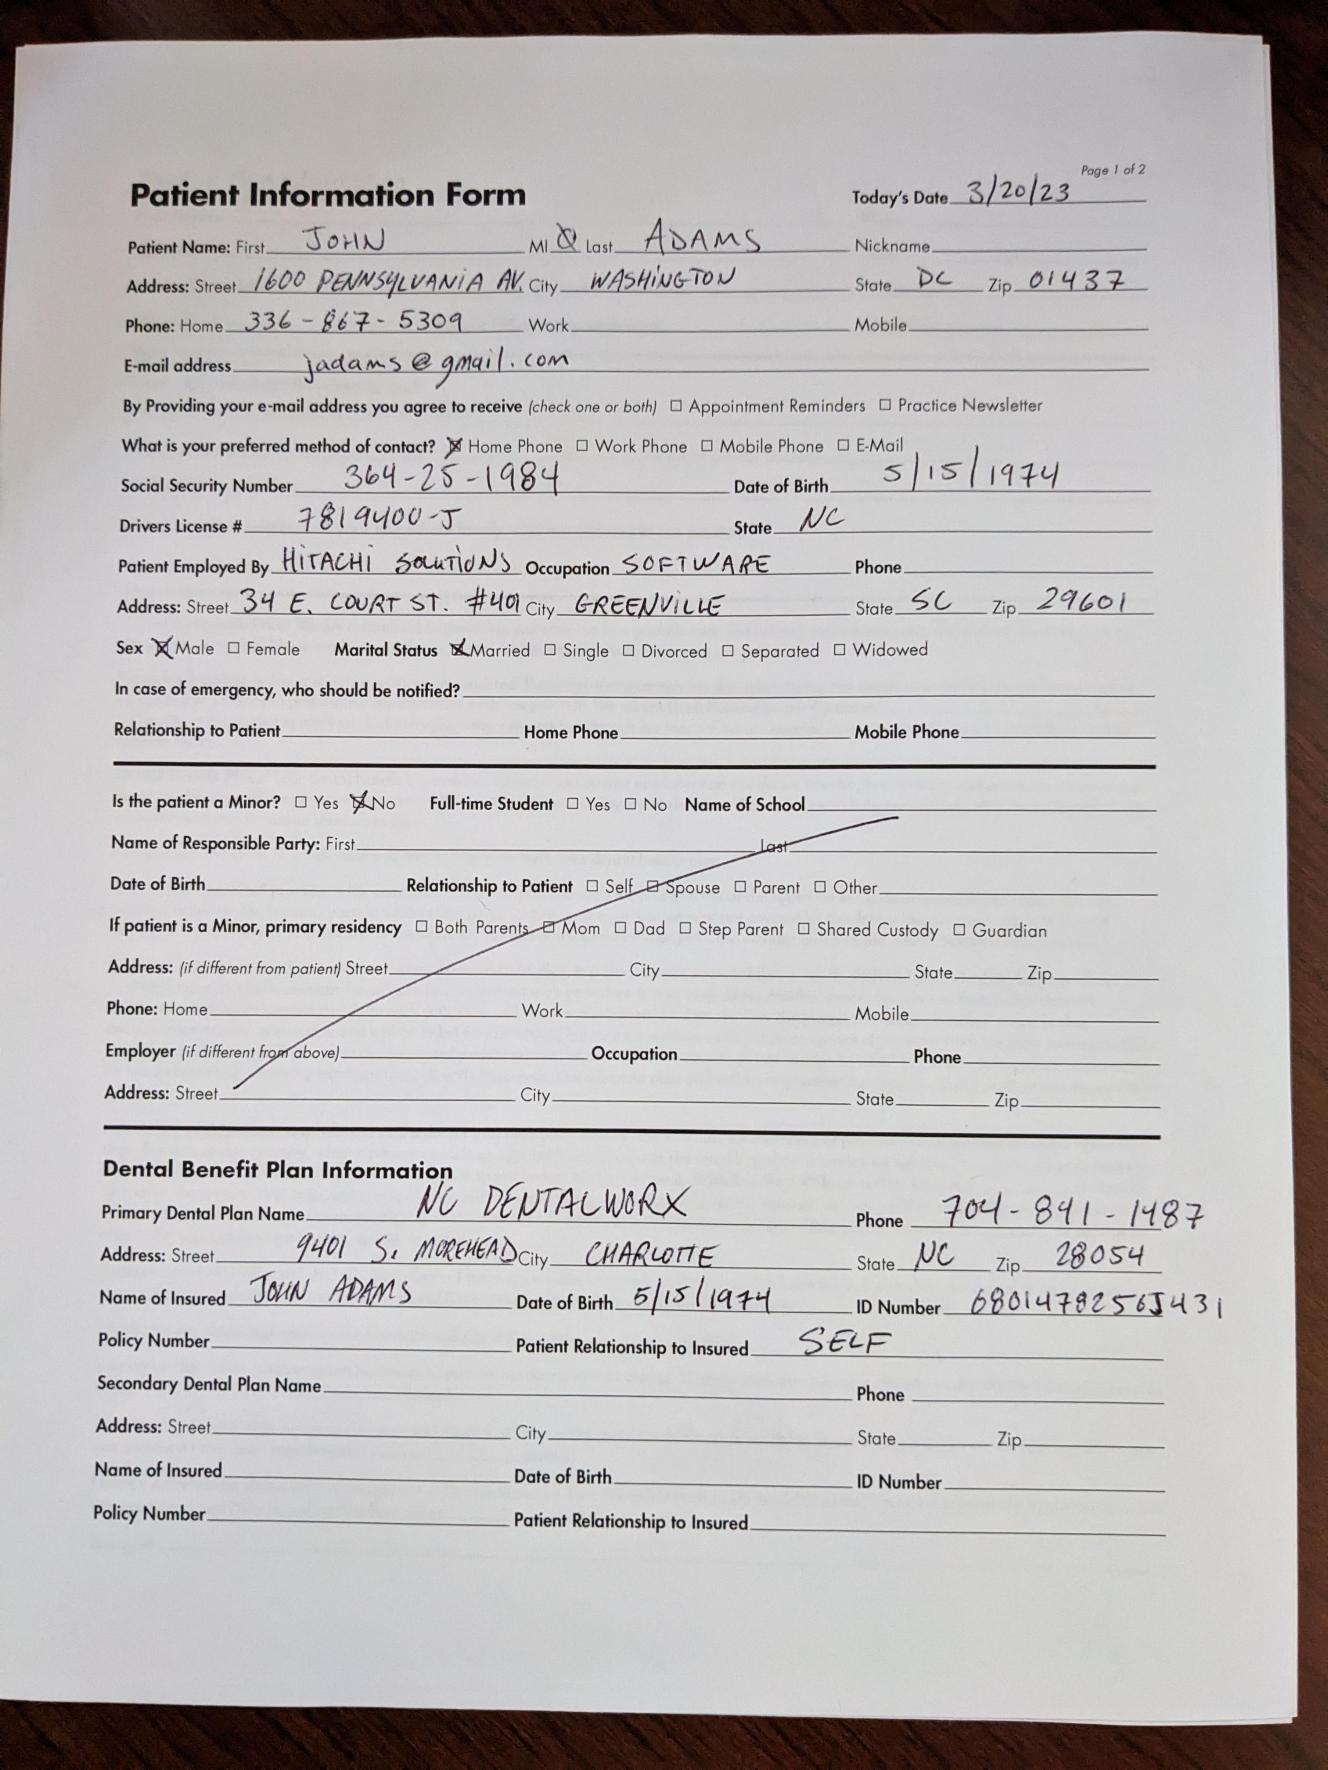 Page 1 of 2
Patient Information Form Today's Date 3/20/23
Patient Name: First JOHN MI Last ADAMS Nickname
Address: Street 1600 PENNSYLVANIA AV. City WASHINGTON State DC Zip 01437
Phone: Home 336-867-5309 Work Mobile
E-mail address jadams@gmail.com
By Providing your e-mail address you agree to receive (check one or both) ☐ Appointment Reminders ☐ Practice Newsletter
What is your preferred method of contact? ☒ Home Phone ☐ Work Phone ☐ Mobile Phone ☐ E-Mail
Social Security Number 364-25-1984 Date of Birth 5/15/1974
Drivers License # 7819400-J State NC
Patient Employed By HITACHI SOLUTIONS Occupation SOFTWARE Phone
Address: Street 34 E. COURT ST. #401 City GREENVILLE State SC Zip 29601
Sex ☒ Male ☐ Female Marital Status ☒ Married ☐ Single ☐ Divorced ☐ Separated ☐ Widowed
In case of emergency, who should be notified?
Relationship to Patient Home Phone Mobile Phone
Is the patient a Minor? ☐ Yes ☒ No Full-time Student ☐ Yes ☐ No Name of School
Name of Responsible Party: First Last
Date of Birth Relationship to Patient ☐ Self ☐ Spouse ☐ Parent ☐ Other
If patient is a Minor, primary residency ☐ Both Parents ☐ Mom ☐ Dad ☐ Step Parent ☐ Shared Custody ☐ Guardian
Address: (if different from patient) Street City State Zip
Phone: Home Work Mobile
Employer (if different from above) Occupation Phone
Address: Street City State Zip
Dental Benefit Plan Information
Primary Dental Plan Name NC DENTALWORX Phone 704-841-1487
Address: Street 9401 S. MOREHEAD City CHARLOTTE State NC Zip 28054
Name of Insured JOHN ADAMS Date of Birth 5/15/1974 ID Number 68014782565J431
Policy Number Patient Relationship to Insured SELF
Secondary Dental Plan Name Phone
Address: Street City State Zip
Name of Insured Date of Birth ID Number
Policy Number Patient Relationship to Insured